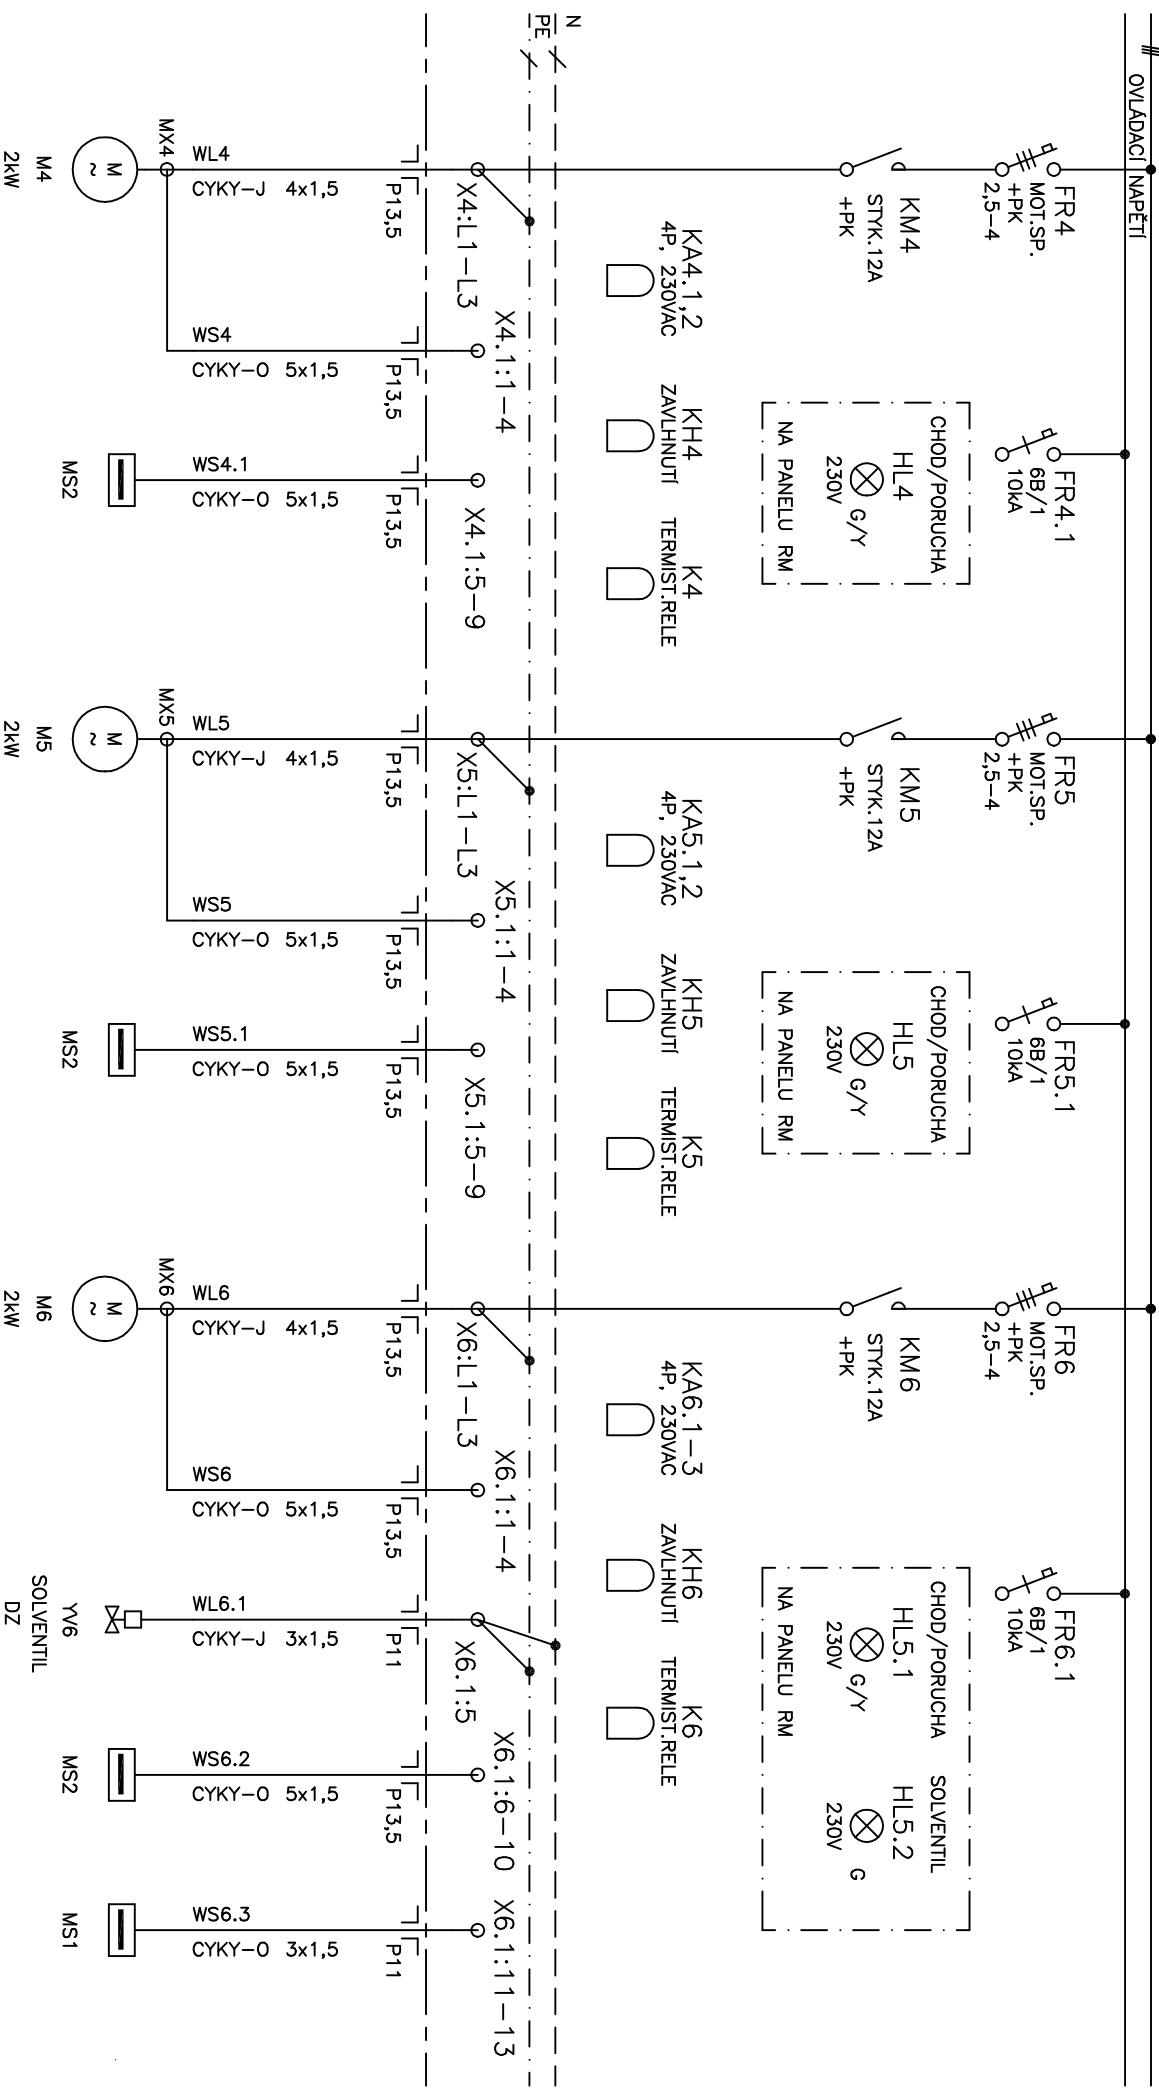 OVLÁDACÍ NAPĚTÍ
FR4
MOT.SP.
+PK
2,5-4
FR4.1
6B/1
10kA
FR5
MOT.SP.
+PK
2,5-4
FR5.1
6B/1
10kA
FR6
MOT.SP.
+PK
2,5-4
FR6.1
6B/1
10kA
KM4
STYK.12A
+PK
CHOD/PORUCHA
HL4
G/Y
230V
NA PANELU RM
KM5
STYK.12A
+PK
CHOD/PORUCHA
HL5
G/Y
230V
NA PANELU RM
KM6
STYK.12A
+PK
CHOD/PORUCHA SOLVENTIL
HL5.1
G/Y
230V
HL5.2
G
230V
NA PANELU RM
KA4.1,2
4P, 230VAC
KH4
ZAVLHNUTÍ
K4
TERMIST.RELE
KA5.1,2
4P, 230VAC
KH5
ZAVLHNUTÍ
K5
TERMIST.RELE
KA6.1-3
4P, 230VAC
KH6
ZAVLHNUTÍ
K6
TERMIST.RELE
N
PE
X4:L1-L3
X4.1:1-4
X4.1:5-9
X5:L1-L3
X5.1:1-4
X5.1:5-9
X6:L1-L3
X6.1:1-4
X6.1:5
X6.1:6-10
X6.1:11-13
P13,5
P13,5
P13,5
P13,5
P13,5
P13,5
P13,5
P13,5
P11
P13,5
P11
WL4
CYKY-J 4x1,5
WS4
CYKY-O 5x1,5
WS4.1
CYKY-O 5x1,5
WL5
CYKY-J 4x1,5
WS5
CYKY-O 5x1,5
WS5.1
CYKY-O 5x1,5
WL6
CYKY-J 4x1,5
WS6
CYKY-O 5x1,5
WL6.1
CYKY-J 3x1,5
WS6.2
CYKY-O 5x1,5
WS6.3
CYKY-O 3x1,5
MX4
M
~
M4
2kW
MS2
MX5
M
~
M5
2kW
MS2
MX6
M
~
M6
2kW
YV6
SOLVENTIL
DZ
MS2
MS1